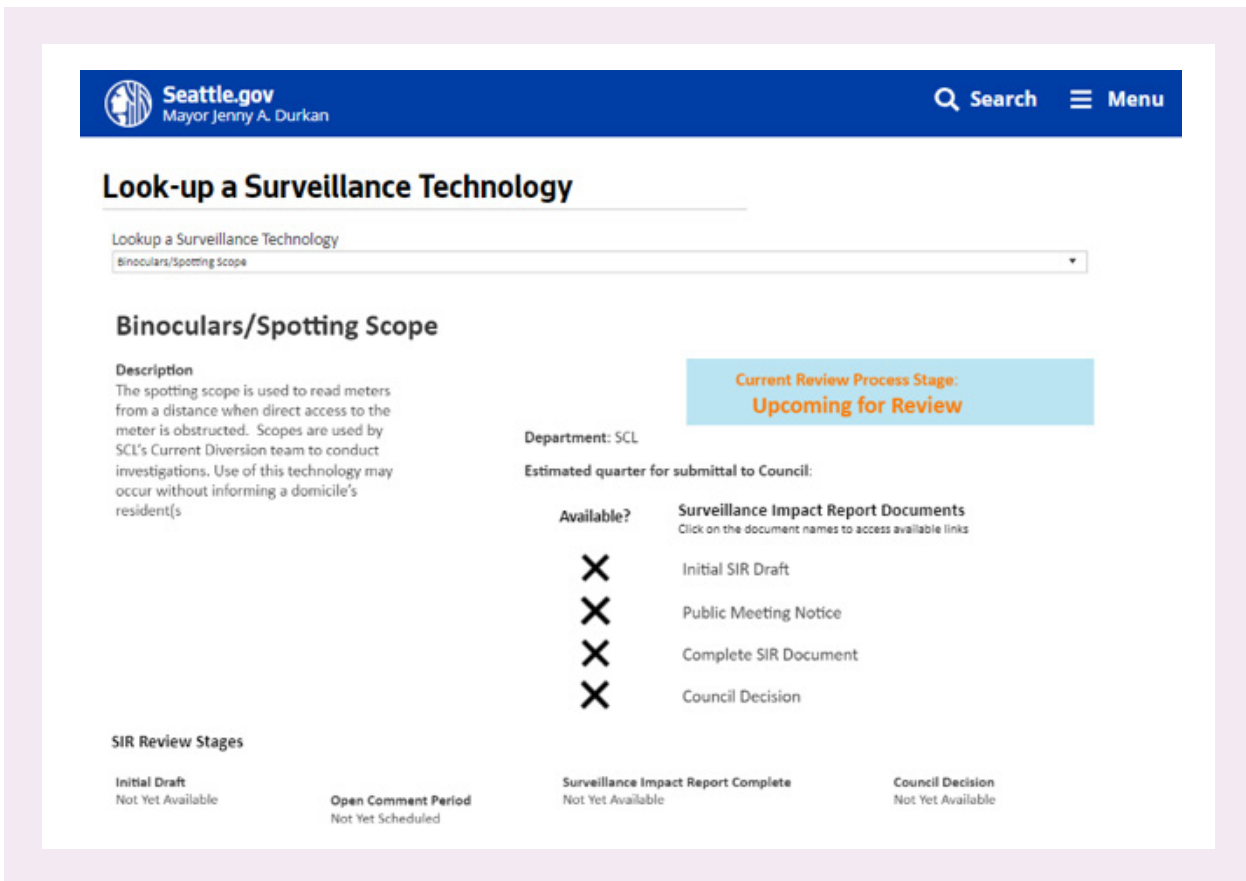 Seattle.gov
Mayor Jenny A. Durkan
Search
Menu
Look-up a Surveillance Technology
Lookup a Surveillance Technology
Binoculars/Spotting Scope
Binoculars/Spotting Scope
Description
The spotting scope is used to read meters
from a distance when direct access to the
meter is obstructed.  Scopes are used by
SCL's Current Diversion team to conduct
investigations. Use of this technology may
occur without informing a domicile's
resident(s
Current Review Process Stage:
Upcoming for Review
Department: SCL
Estimated quarter for submittal to Council:
Available?
Surveillance Impact Report Documents
Click on the document names to access available links
Initial SIR Draft
Public Meeting Notice
Complete SIR Document
Council Decision
SIR Review Stages
Initial Draft
Not Yet Available
Open Comment Period
Not Yet Scheduled
Surveillance Impact Report Complete
Not Yet Available
Council Decision
Not Yet Available